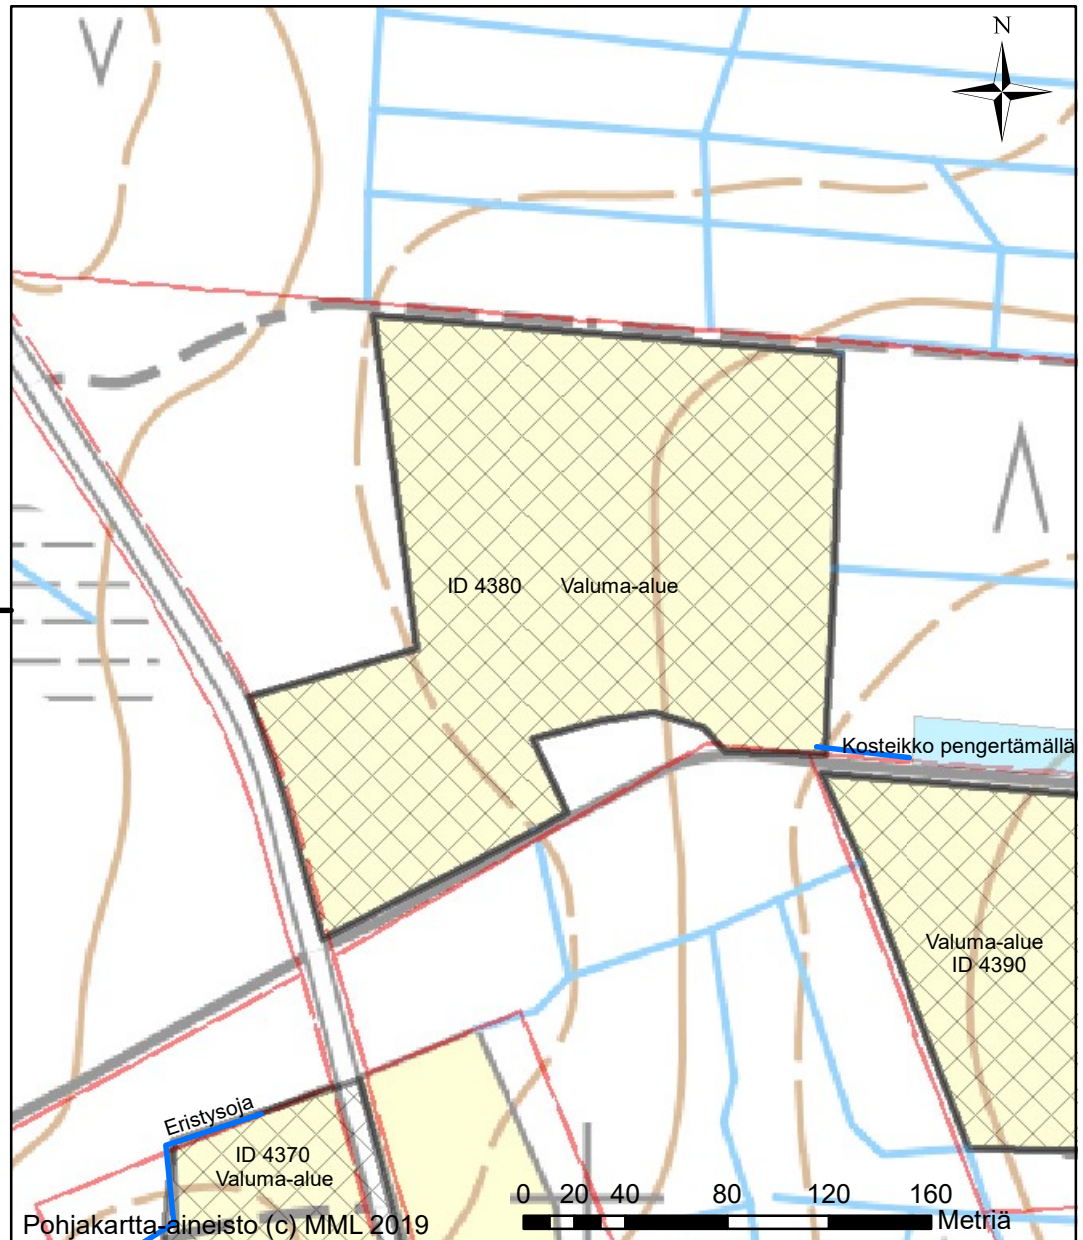 N
ID 4380 Valuma-alue
Kosteikko pengertämällä
Valuma-alue
ID 4390
Eristysoja
ID 4370
Valuma-alue
0 20 40 80 120 160
Metriä
Pohjakartta-aineisto (c) MML 2019